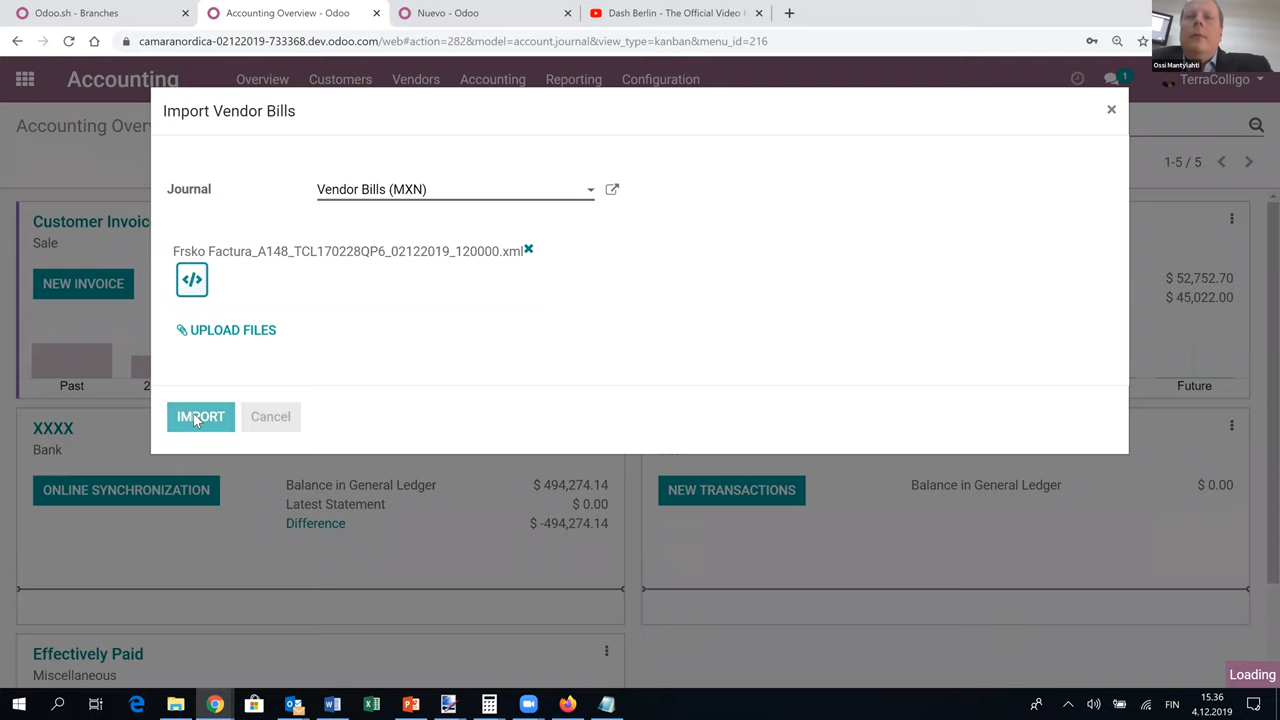 Odoo.sh - Branches
Accounting Overview - Odoo
Nuevo - Odoo
Dash Berlin - The Official Video
camaranordica-02122019-733368.dev.odoo.com/web#action=282&model=account.journal&view_type=kanban&menu_id=216
Ossi Mantylahti
Accounting
Overview
Customers
Vendors
Accounting
Reporting
Configuration
1
TerraColligo
Import Vendor Bills
Accounting Over
1-5 / 5
Journal
Vendor Bills (MXN)
Customer Invoic
Sale
Frsko Factura_A148_TCL170228QP6_02122019_120000.xml
NEW INVOICE
$ 52,752.70
$ 45,022.00
UPLOAD FILES
Past
2
Future
IMPORT
Cancel
XXXX
Bank
ONLINE SYNCHRONIZATION
Balance in General Ledger
$ 494,274.14
Latest Statement
$ 0.00
Difference
$ -494,274.14
NEW TRANSACTIONS
Balance in General Ledger
$ 0.00
Effectively Paid
Miscellaneous
Loading
FIN
15.36
4.12.2019